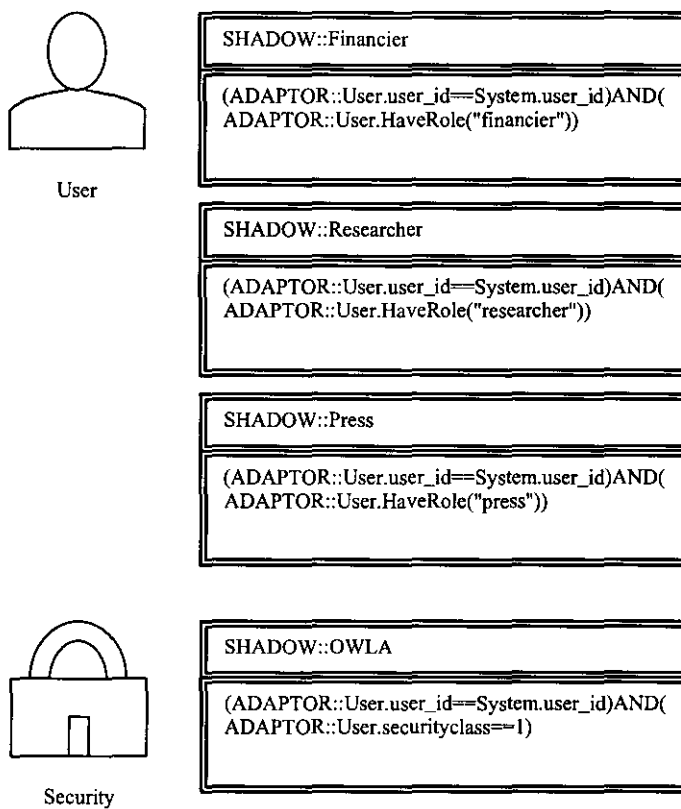 SHADOW::Financier
(ADAPTOR::User.user_id==System.user_id)AND(
ADAPTOR::User.HaveRole("financier"))
User
SHADOW::Researcher
(ADAPTOR::User.user_id==System.user_id)AND(
ADAPTOR::User.HaveRole("researcher"))
SHADOW::Press
(ADAPTOR::User.user_id==System.user_id)AND(
ADAPTOR::User.HaveRole("press"))
SHADOW::OWLA
(ADAPTOR::User.user_id==System.user_id)AND(
ADAPTOR::User.securityclass==1)
Security